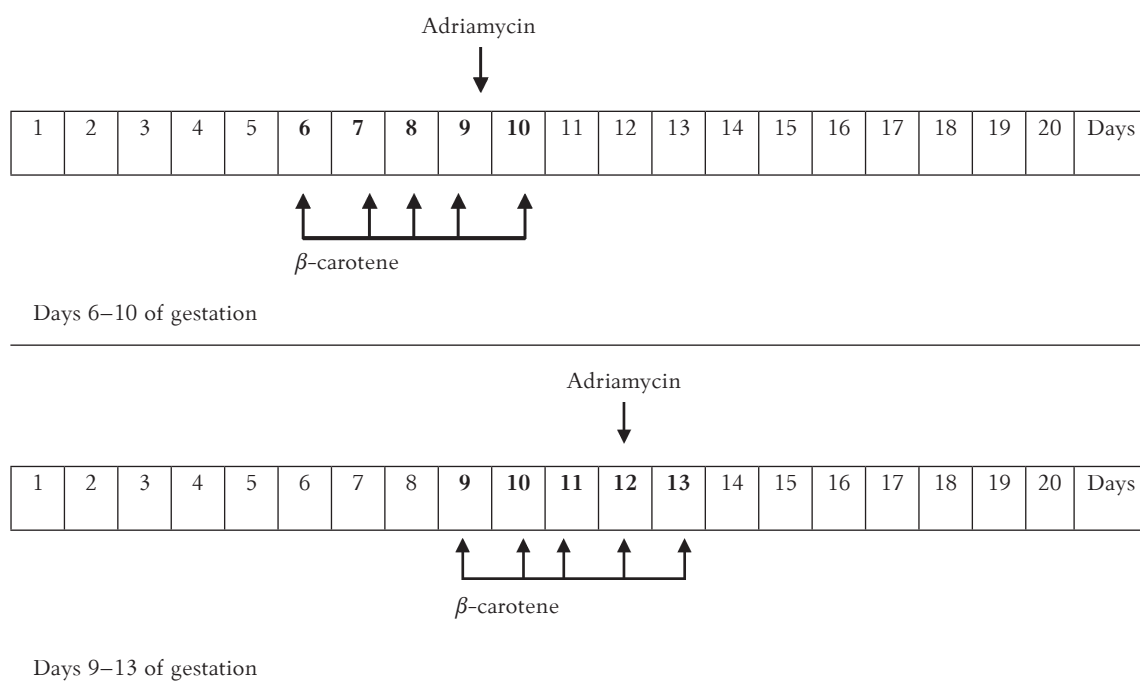 Adriamycin
1 2 3 4 5 6 7 8 9 10 11 12 13 14 15 16 17 18 19 20 Days
β-carotene
Days 6–10 of gestation
Adriamycin
1 2 3 4 5 6 7 8 9 10 11 12 13 14 15 16 17 18 19 20 Days
β-carotene
Days 9–13 of gestation